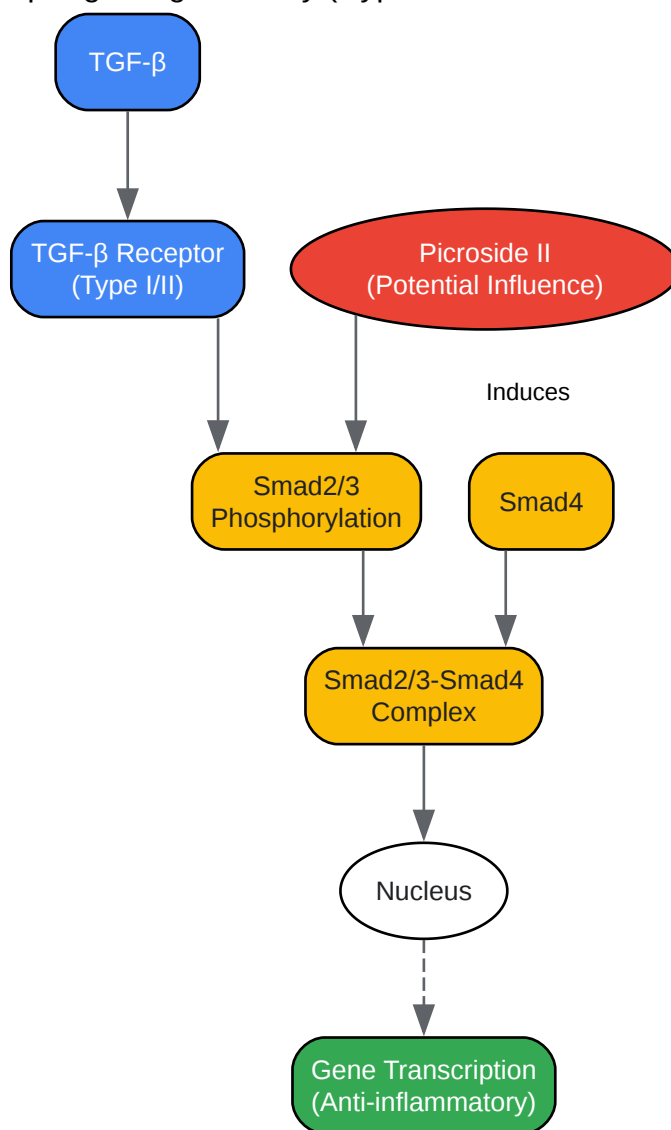 TGF-β
TGF-β Receptor
(Type I/II)
Picroside II
(Potential Influence)
Induces
Smad2/3
Phosphorylation
Smad4
Smad2/3-Smad4
Complex
Nucleus
Gene Transcription
(Anti-inflammatory)